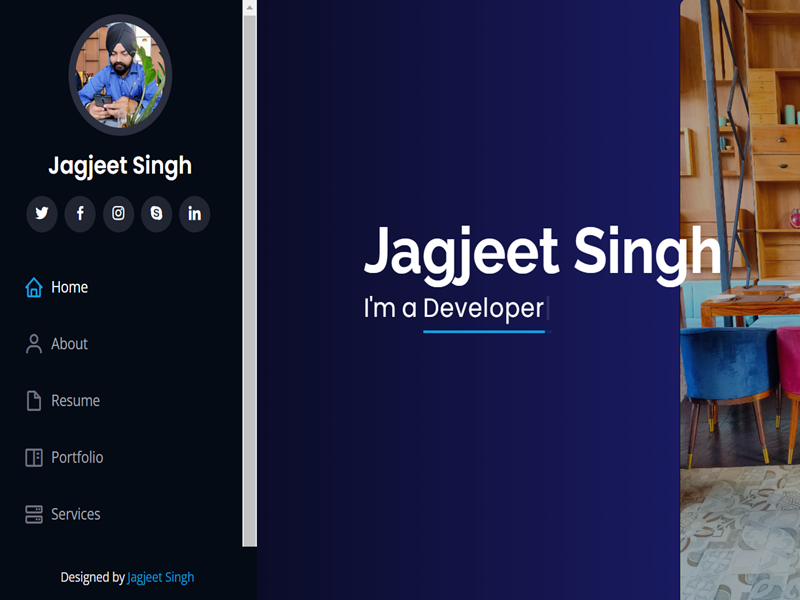 Jagjeet Singh
Home
About
Resume
Portfolio
Services
Designed by Jagjeet Singh
Jagjeet Singh
I'm a Developer